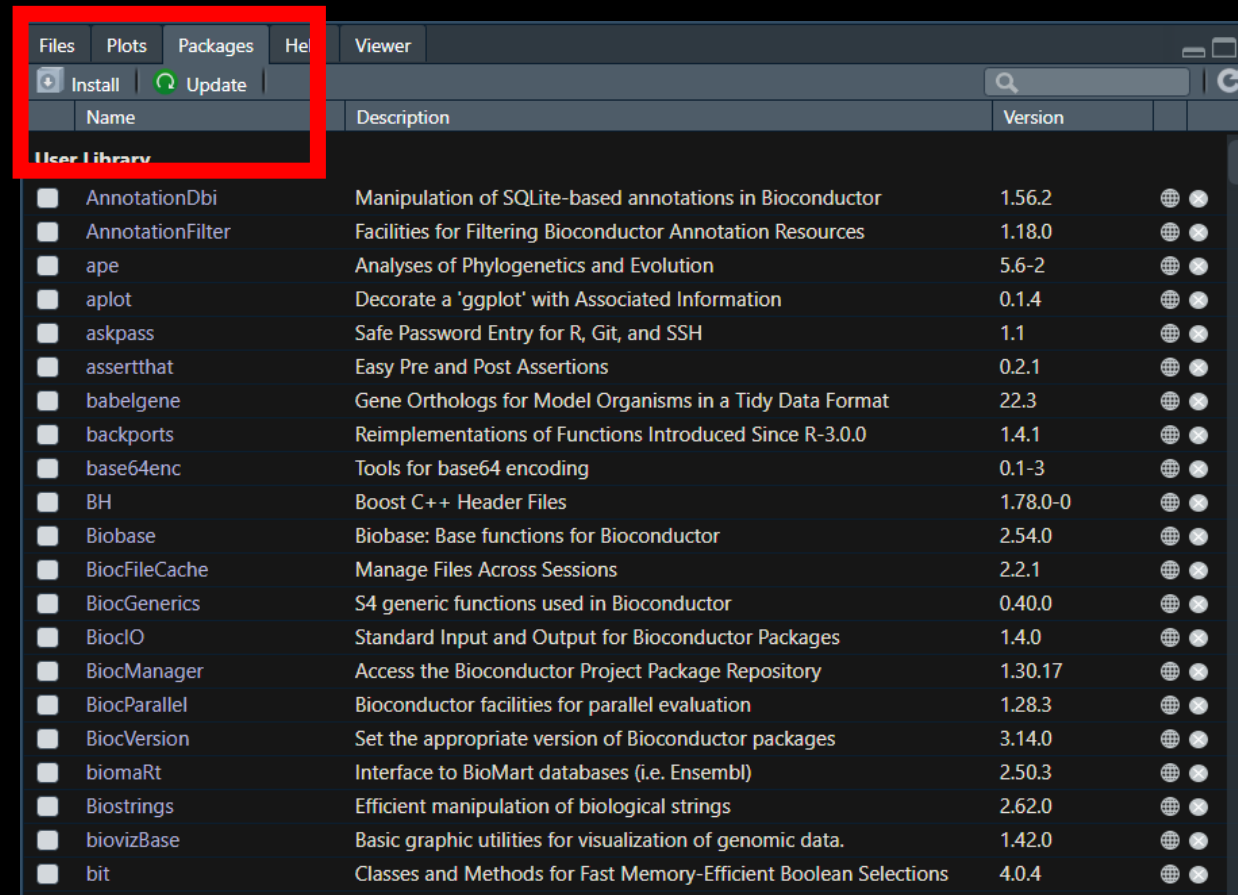 Files Plots Packages Hel Viewer
Install Update
Name Description Version
User Library
AnnotationDbi Manipulation of SQLite-based annotations in Bioconductor 1.56.2
AnnotationFilter Facilities for Filtering Bioconductor Annotation Resources 1.18.0
ape Analyses of Phylogenetics and Evolution 5.6-2
aplot Decorate a 'ggplot' with Associated Information 0.1.4
askpass Safe Password Entry for R, Git, and SSH 1.1
assertthat Easy Pre and Post Assertions 0.2.1
babelgene Gene Orthologs for Model Organisms in a Tidy Data Format 22.3
backports Reimplementations of Functions Introduced Since R-3.0.0 1.4.1
base64enc Tools for base64 encoding 0.1-3
BH Boost C++ Header Files 1.78.0-0
Biobase Biobase: Base functions for Bioconductor 2.54.0
BiocFileCache Manage Files Across Sessions 2.2.1
BiocGenerics S4 generic functions used in Bioconductor 0.40.0
BiocIO Standard Input and Output for Bioconductor Packages 1.4.0
BiocManager Access the Bioconductor Project Package Repository 1.30.17
BiocParallel Bioconductor facilities for parallel evaluation 1.28.3
BiocVersion Set the appropriate version of Bioconductor packages 3.14.0
biomaRt Interface to BioMart databases (i.e. Ensembl) 2.50.3
Biostrings Efficient manipulation of biological strings 2.62.0
biovizBase Basic graphic utilities for visualization of genomic data. 1.42.0
bit Classes and Methods for Fast Memory-Efficient Boolean Selections 4.0.4